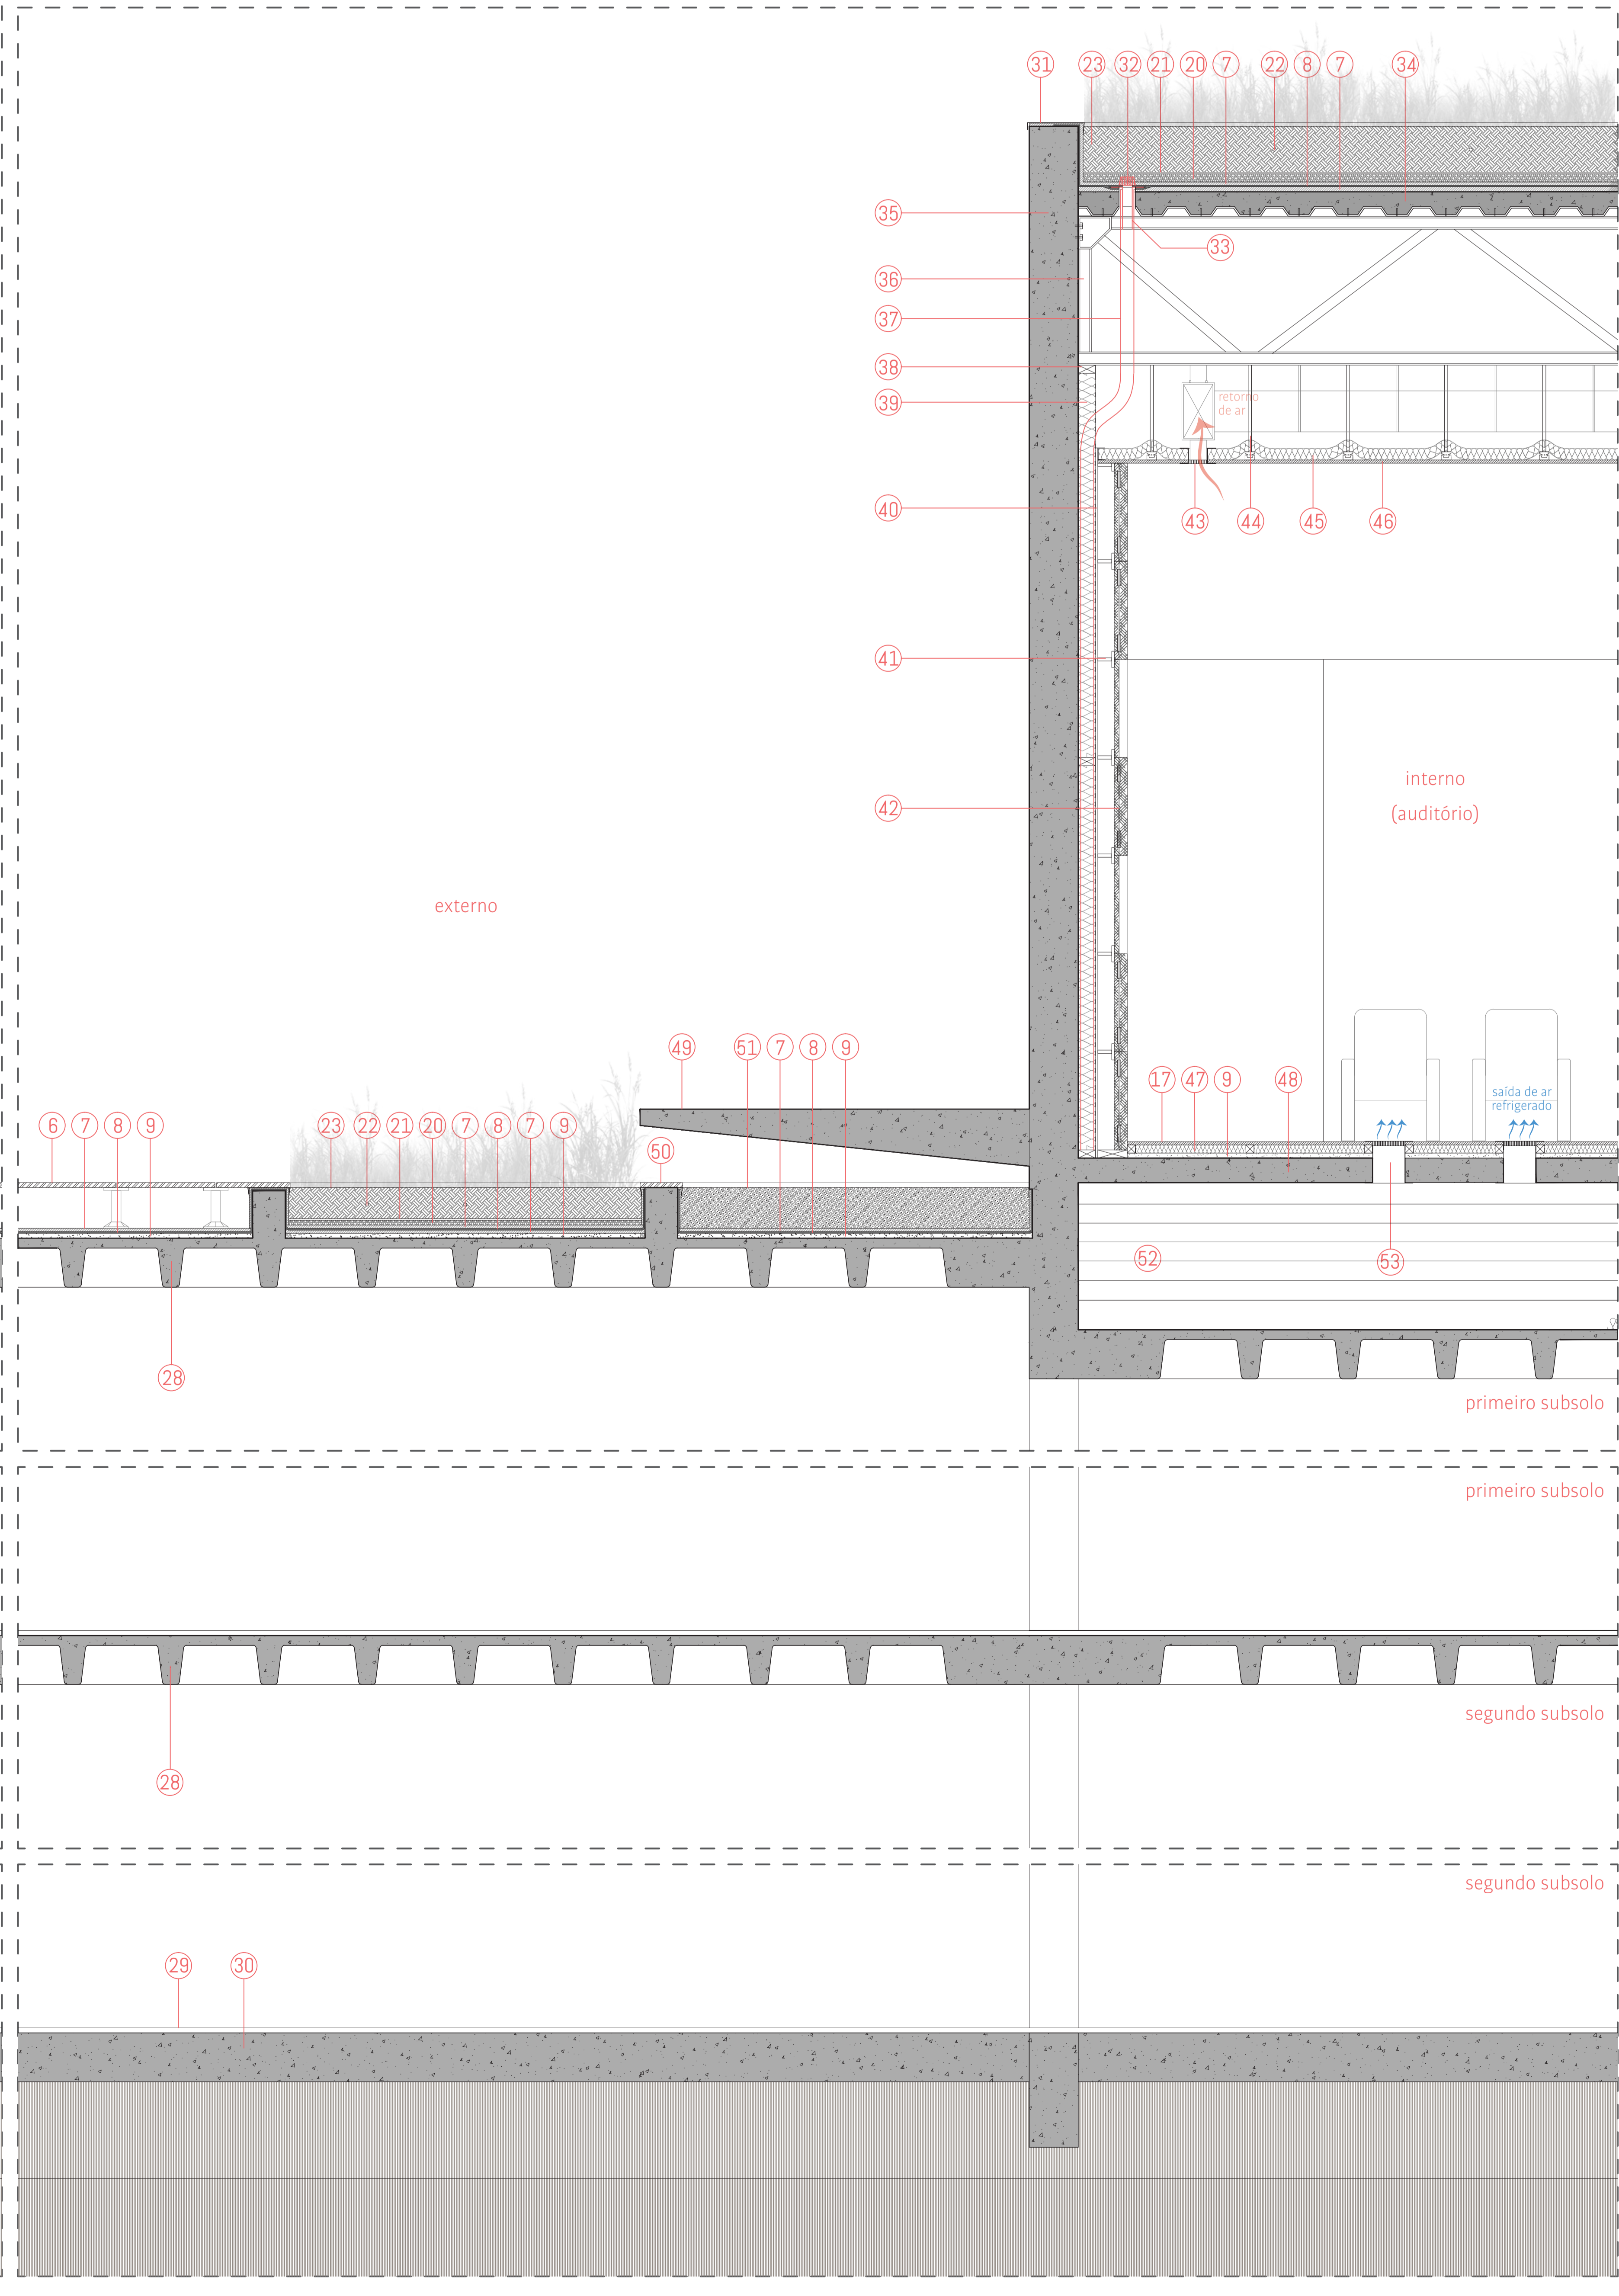 31 23 32 21 20 7 22 8 7 34
35
33
36
37
38
retorno
de ar
39
40
43 44 45 46
41
interno
(auditório)
42
externo
49 51 7 8 9
17 47 9 48
saída de ar
refrigerado
6 7 8 9 23 22 21 20 7 8 7 9
50
52 53
28
primeiro subsolo
primeiro subsolo
segundo subsolo
28
segundo subsolo
29 30